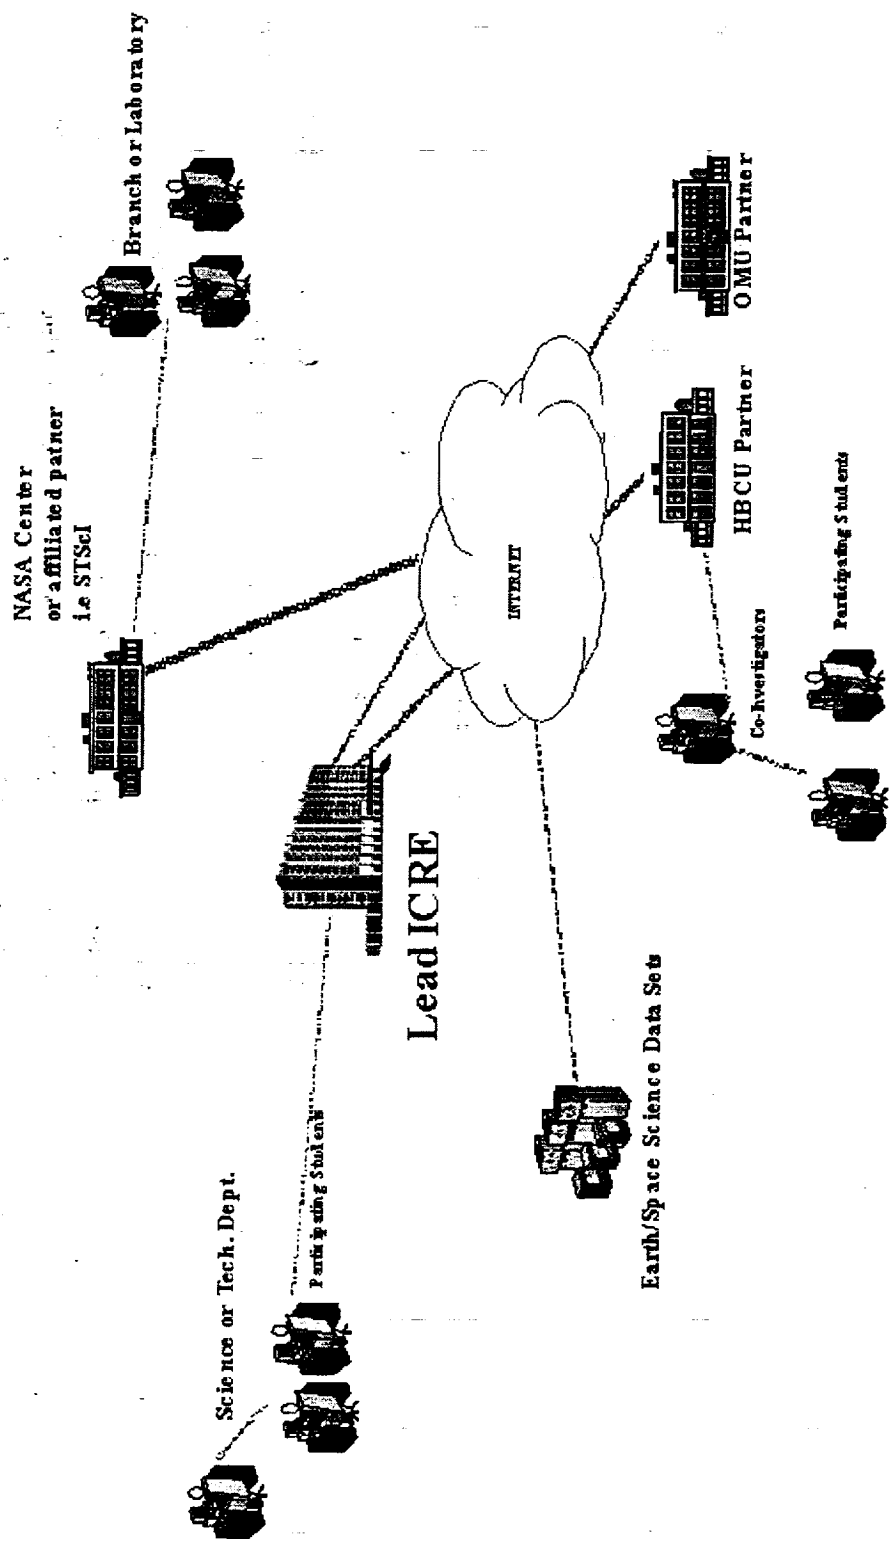 Science or Tech. Dept.
Participating Students
Lead ICRE
NASA Center
or affiliated patner
i.e STScI
Branch or Laboratory
INTERNET
Earth/Space Science Data Sets
Co-Investigators
Participating Students
HBCU Partner
OMU Partner